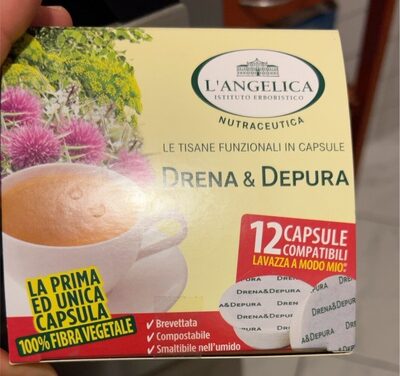 L'ANGELICA
ISTITUTO ERBORISTICO
NUTRACEUTICA
LE TISANE FUNZIONALI IN CAPSULE
DRENA & DEPURA
12 CAPSULE
COMPATIBILI
LAVAZZA A MODO MIO
LA PRIMA
ED UNICA
CAPSULA
100% FIBRA VEGETALE
✓ Brevettata
✓ Compostabile
✓ Smaltibile nell'umido
DRENA&DEPURA
DRENA&DEPURA